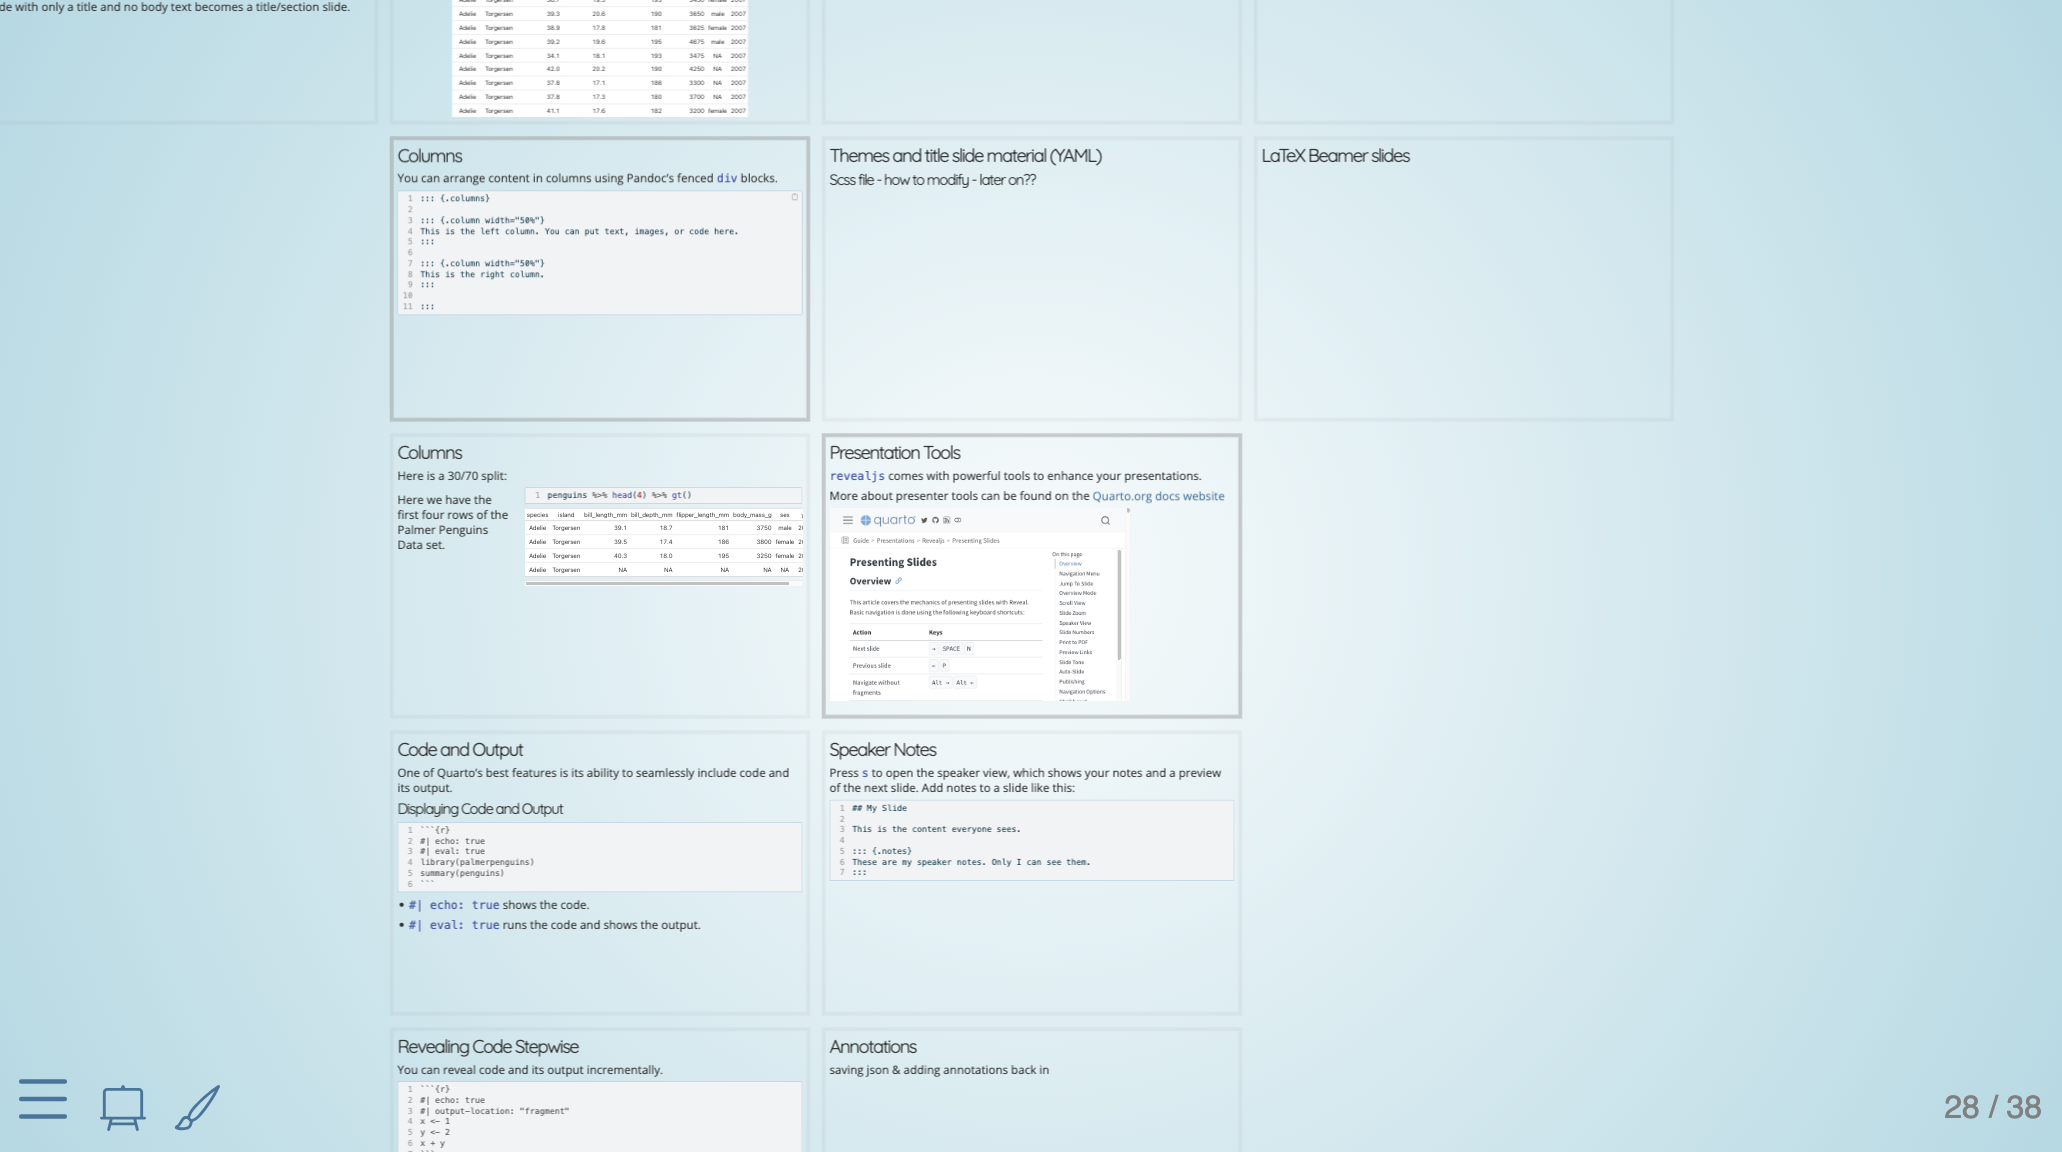 de with only a title and no body text becomes a title/section slide.
Adelie Torgersen 39.3 20.6 190 3650 male 2007
Adelie Torgersen 38.9 17.8 181 3625 female 2007
Adelie Torgersen 39.2 19.6 195 4675 male 2007
Adelie Torgersen 34.1 18.1 193 3475 NA 2007
Adelie Torgersen 42.0 20.2 190 4250 NA 2007
Adelie Torgersen 37.8 17.1 186 3300 NA 2007
Adelie Torgersen 37.8 17.3 180 3700 NA 2007
Adelie Torgersen 41.1 17.6 182 3200 female 2007
Columns
You can arrange content in columns using Pandoc's fenced div blocks.
1 ::: {.columns}
2
3 ::: {.column width="50%"}
4 This is the left column. You can put text, images, or code here.
5 :::
6
7 ::: {.column width="50%"}
8 This is the right column.
9 :::
10
11 :::
Themes and title slide material (YAML)
Scss file - how to modify - later on??
LaTeX Beamer slides
Columns
Here is a 30/70 split:
Here we have the
first four rows of the
Palmer Penguins
Data set.
1 penguins %>% head(4) %>% gt()
species island bill_length_mm bill_depth_mm flipper_length_mm body_mass_g sex
Adelie Torgersen 39.1 18.7 181 3750 male 2
Adelie Torgersen 39.5 17.4 186 3800 female 2
Adelie Torgersen 40.3 18.0 195 3250 female 2
Adelie Torgersen NA NA NA NA NA 2
Presentation Tools
revealjs comes with powerful tools to enhance your presentations.
More about presenter tools can be found on the Quarto.org docs website
quarto
Guide > Presentations > Revealjs > Presenting Slides
Presenting Slides
Overview
This article covers the mechanics of presenting slides with Reveal.
Basic navigation is done using the following keyboard shortcuts:
Action Keys
Next slide → SPACE N
Previous slide ← P
Navigate without Alt → Alt ←
fragments
On this page
Overview
Navigation Menu
Jump To Slide
Overview Mode
Scroll View
Slide Zoom
Speaker View
Slide Numbers
Print to PDF
Preview Links
Slide Tone
Auto-Slide
Publishing
Navigation Options
Code and Output
One of Quarto's best features is its ability to seamlessly include code and
its output.
Displaying Code and Output
1 ```{r}
2 #| echo: true
3 #| eval: true
4 library(palmerpenguins)
5 summary(penguins)
6 ```
• #| echo: true shows the code.
• #| eval: true runs the code and shows the output.
Speaker Notes
Press s to open the speaker view, which shows your notes and a preview
of the next slide. Add notes to a slide like this:
1 ## My Slide
2
3 This is the content everyone sees.
4
5 ::: {.notes}
6 These are my speaker notes. Only I can see them.
7 :::
Revealing Code Stepwise
You can reveal code and its output incrementally.
1 ```{r}
2 #| echo: true
3 #| output-location: "fragment"
4 x <- 1
5 y <- 2
6 x + y
Annotations
saving json & adding annotations back in
28 / 38